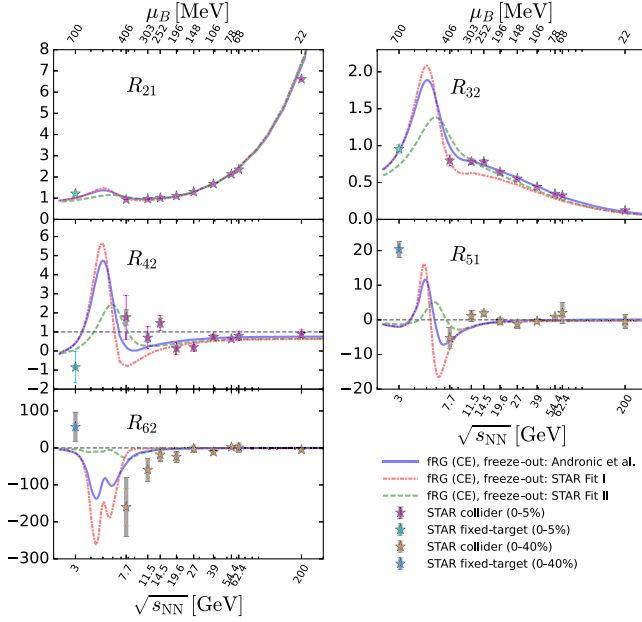 μ_B [MeV]
700 406 303 252 196 148 106 78 68 22
μ_B [MeV]
700 406 303 252 196 148 106 78 68 22
R21
8
7
6
5
4
3
2
1
0
R32
2.0
1.5
1.0
0.5
0.0
R42
6
5
4
3
2
1
0
−1
−2
R51
20
10
0
−10
−20
3 7.7 11.5 14.5 19.6 27 39 54.4 62.4 200
√sNN [GeV]
R62
100
0
−100
−200
−300
3 7.7 11.5 14.5 19.6 27 39 54.4 62.4 200
√sNN [GeV]
fRG (CE), freeze-out: Andronic et al.
fRG (CE), freeze-out: STAR Fit I
fRG (CE), freeze-out: STAR Fit II
STAR collider (0-5%)
STAR fixed-target (0-5%)
STAR collider (0-40%)
STAR fixed-target (0-40%)